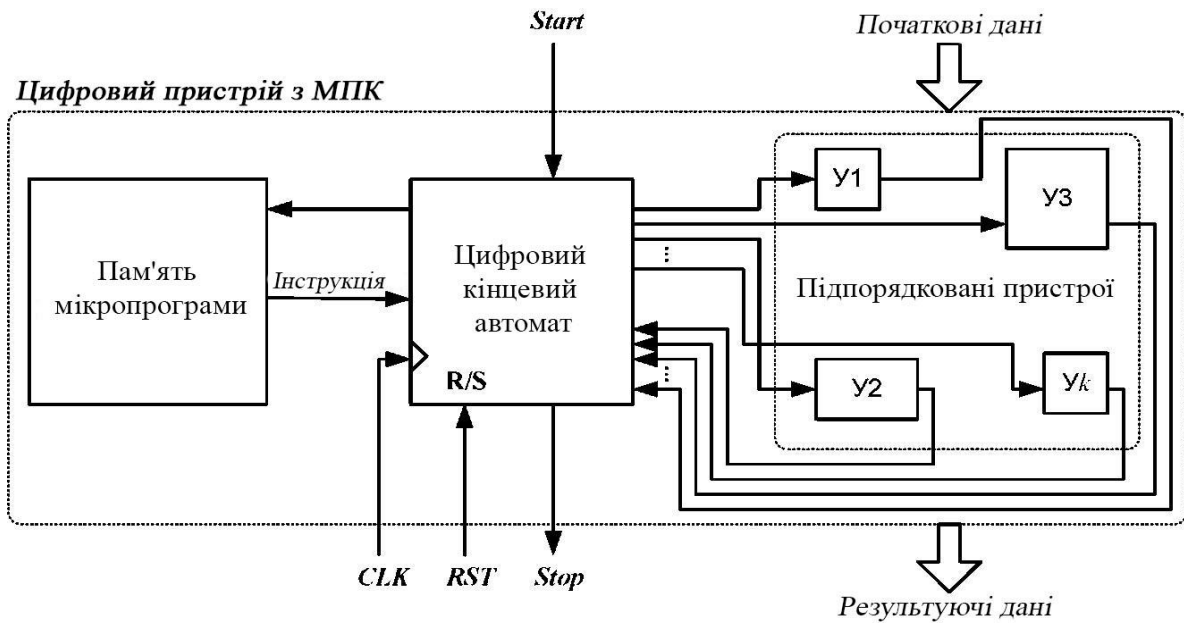 Start
Початкові дані
Цифровий пристрій з МПК
У1
У3
Пам'ять
мікропрограми
Інструкція
Цифровий
кінцевий
автомат
Підпорядковані пристрої
R/S
У2
Уk
CLK
RST
Stop
Результуючі дані